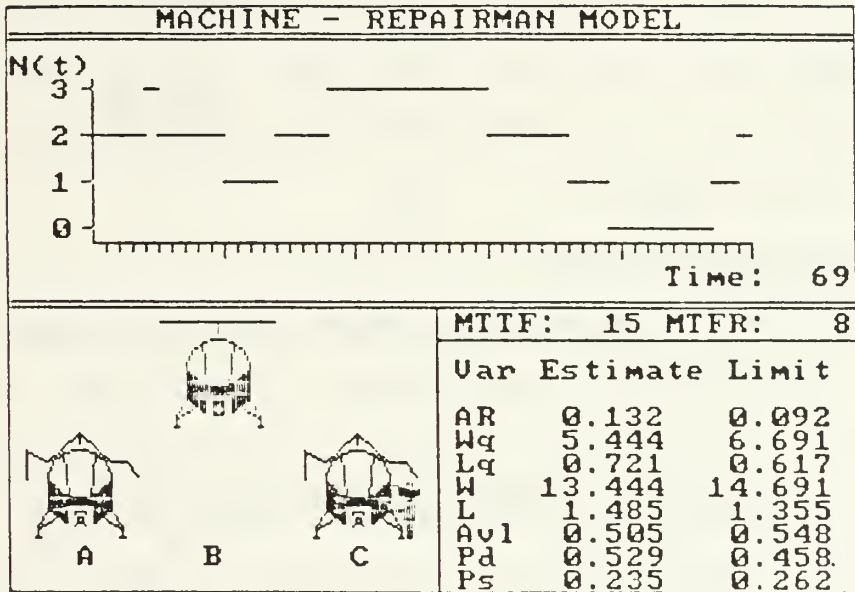 MACHINE - REPAIRMAN MODEL
N(t)
3
2
1
0
Time: 69
MTTF: 15 MTFR: 8
Var Estimate Limit
AR 0.132 0.092
Wq 5.444 6.691
Lq 0.721 0.617
W 13.444 14.691
L 1.485 1.355
Avl 0.505 0.548
Pd 0.529 0.458
Ps 0.235 0.262
A B C